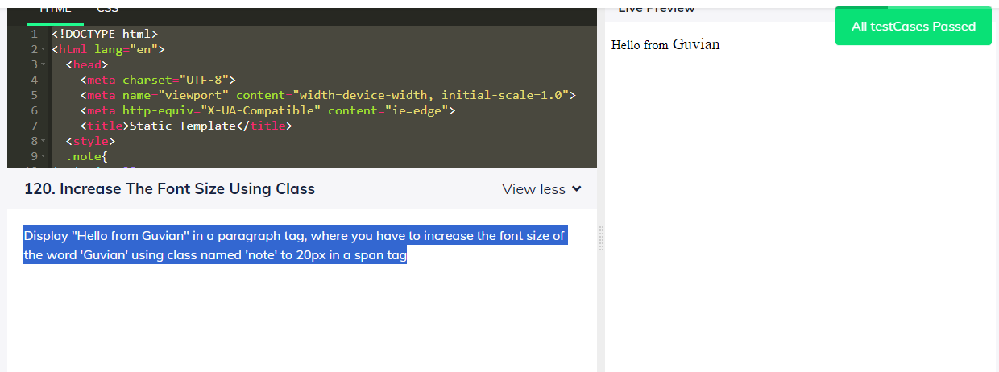 HTML CSS
1 <!DOCTYPE html>
2 <html lang="en">
3 <head>
4 <meta charset="UTF-8">
5 <meta name="viewport" content="width=device-width, initial-scale=1.0">
6 <meta http-equiv="X-UA-Compatible" content="ie=edge">
7 <title>Static Template</title>
8 <style>
9 .note{
120. Increase The Font Size Using Class
View less
Display "Hello from Guvian" in a paragraph tag, where you have to increase the font size of
the word 'Guvian' using class named 'note' to 20px in a span tag
Live Preview
All testCases Passed
Hello from Guvian